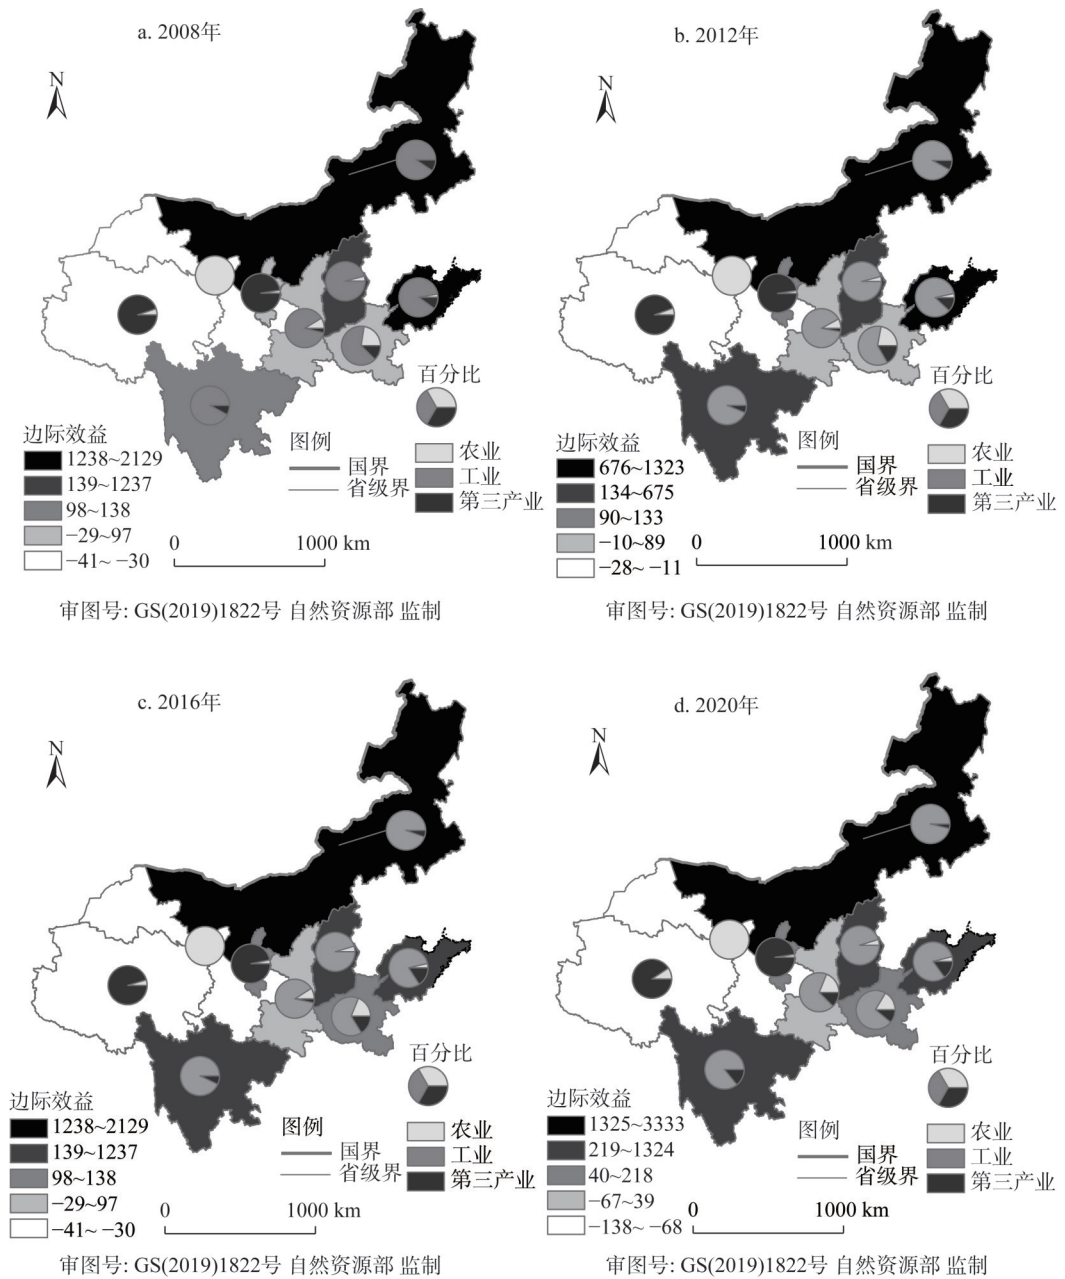 a. 2008年
N
百分比
边际效益
1238~2129
139~1237
98~138
−29~97
−41~ −30
图例
国界
省级界
农业
工业
第三产业
0 1000 km
审图号: GS(2019)1822号 自然资源部 监制
b. 2012年
N
百分比
边际效益
676~1323
134~675
90~133
−10~89
−28~ −11
图例
国界
省级界
农业
工业
第三产业
0 1000 km
审图号: GS(2019)1822号 自然资源部 监制
c. 2016年
N
百分比
边际效益
1238~2129
139~1237
98~138
−29~97
−41~ −30
图例
国界
省级界
农业
工业
第三产业
0 1000 km
审图号: GS(2019)1822号 自然资源部 监制
d. 2020年
N
百分比
边际效益
1325~3333
219~1324
40~218
−67~39
−138~ −68
图例
国界
省级界
农业
工业
第三产业
0 1000 km
审图号: GS(2019)1822号 自然资源部 监制